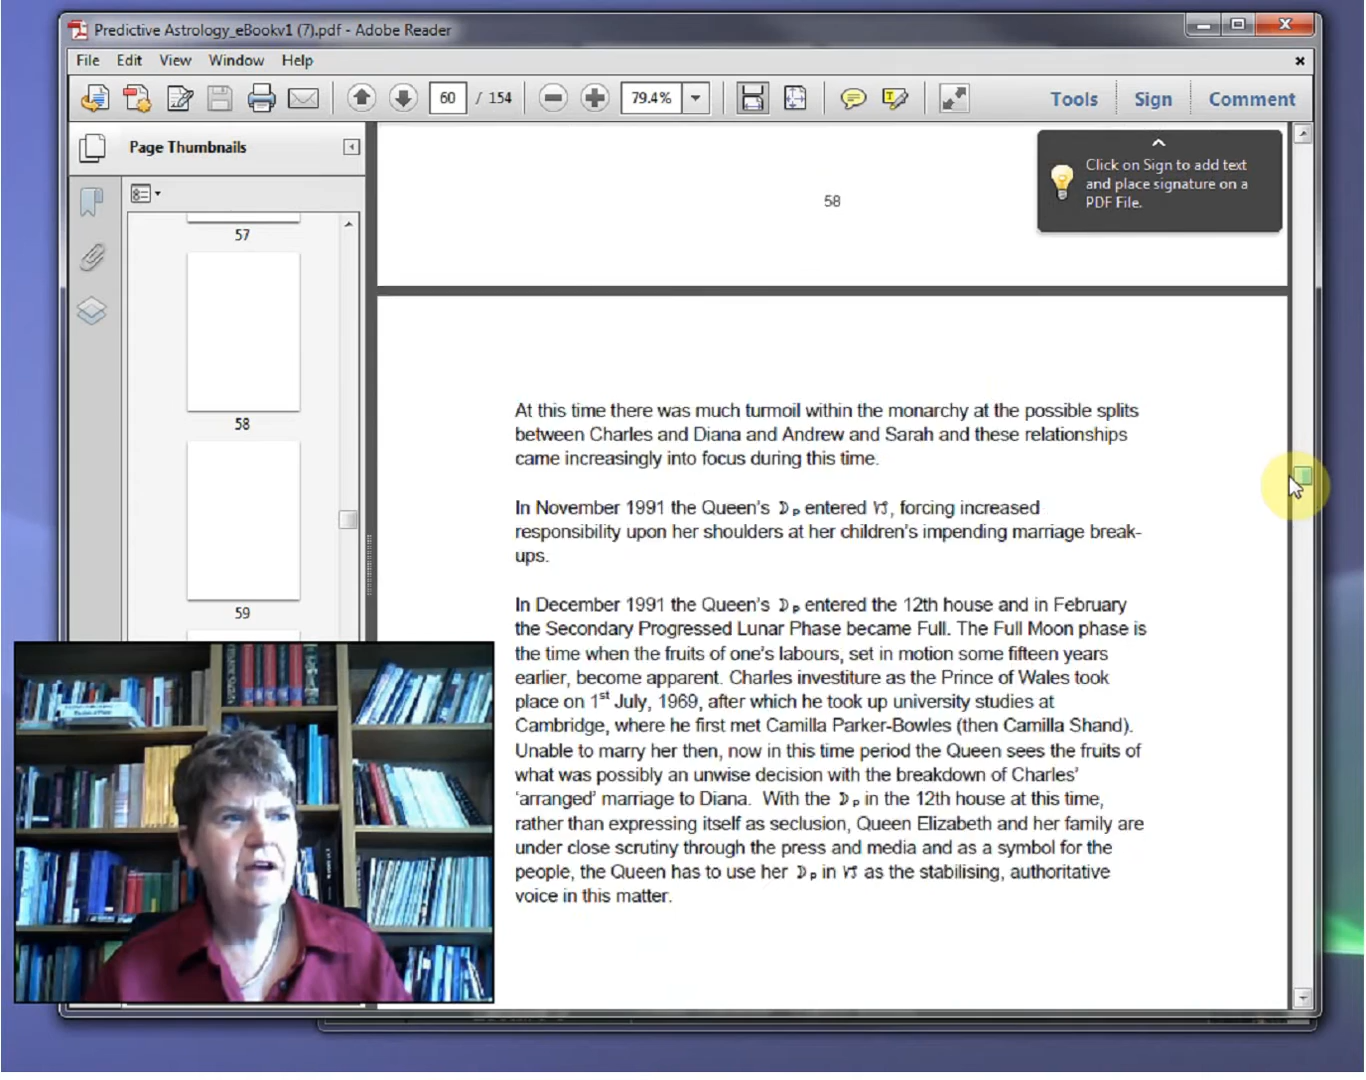 Predictive Astrology_eBookv1 (7).pdf - Adobe Reader
File Edit View Window Help
60 / 154 79.4% Tools Sign Comment
Page Thumbnails
57
58
59
58
Click on Sign to add text
and place signature on a
PDF File.
At this time there was much turmoil within the monarchy at the possible splits
between Charles and Diana and Andrew and Sarah and these relationships
came increasingly into focus during this time.
In November 1991 the Queen's ☽p entered ♑, forcing increased
responsibility upon her shoulders at her children's impending marriage break-
ups.
In December 1991 the Queen's ☽p entered the 12th house and in February
the Secondary Progressed Lunar Phase became Full. The Full Moon phase is
the time when the fruits of one's labours, set in motion some fifteen years
earlier, become apparent. Charles investiture as the Prince of Wales took
place on 1st July, 1969, after which he took up university studies at
Cambridge, where he first met Camilla Parker-Bowles (then Camilla Shand).
Unable to marry her then, now in this time period the Queen sees the fruits of
what was possibly an unwise decision with the breakdown of Charles'
'arranged' marriage to Diana. With the ☽p in the 12th house at this time,
rather than expressing itself as seclusion, Queen Elizabeth and her family are
under close scrutiny through the press and media and as a symbol for the
people, the Queen has to use her ☽p in ♑ as the stabilising, authoritative
voice in this matter.